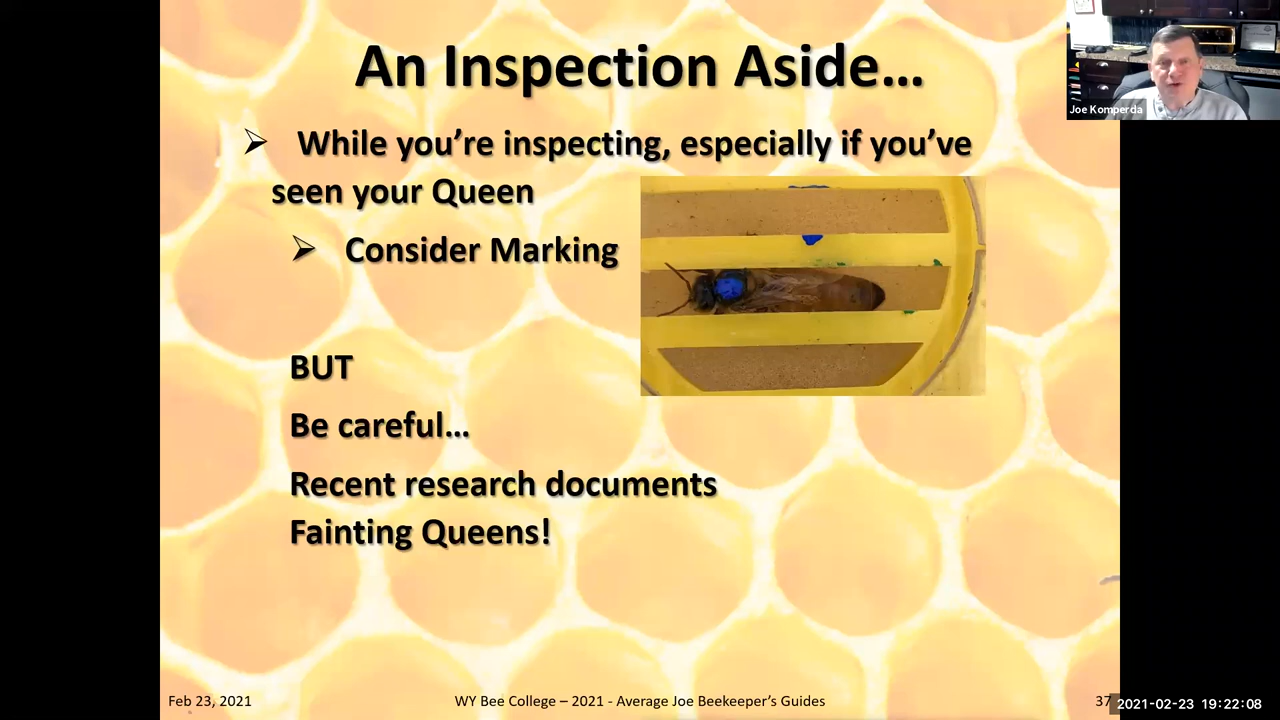 An Inspection Aside...
Joe Komperda
➢ While you’re inspecting, especially if you’ve
seen your Queen
➢ Consider Marking
BUT
Be careful...
Recent research documents
Fainting Queens!
Feb 23, 2021
WY Bee College – 2021 - Average Joe Beekeeper’s Guides
37
2021-02-23 19:22:08